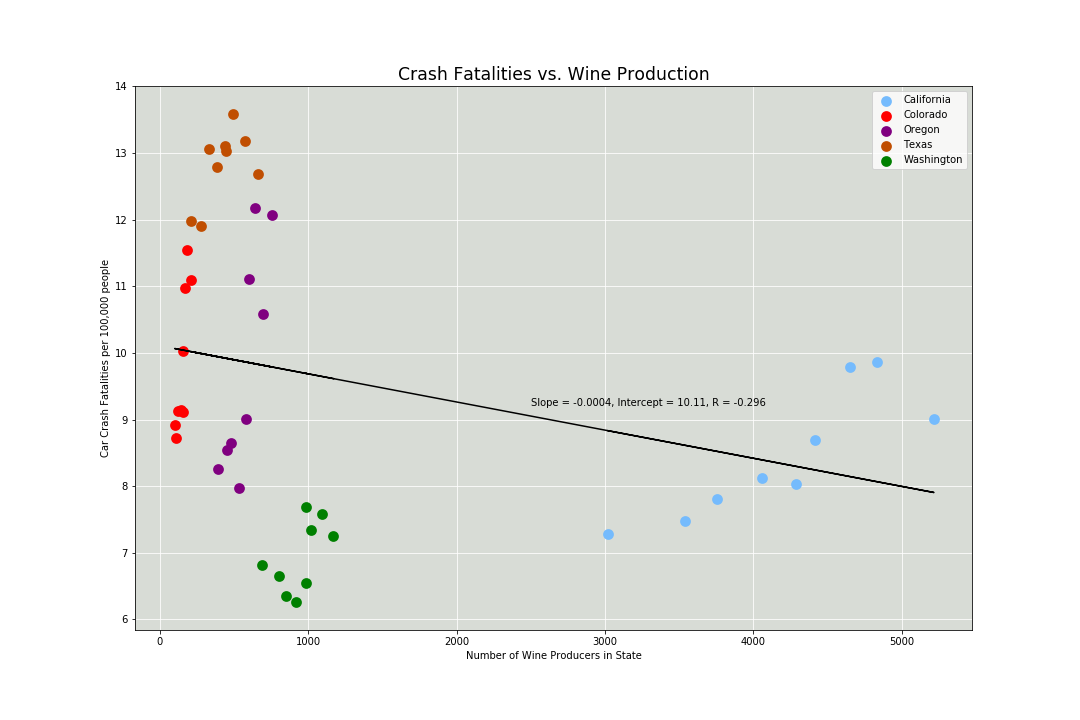 Crash Fatalities vs. Wine Production
14
13
12
11
10
9
8
7
6
Car Crash Fatalities per 100,000 people
California
Colorado
Oregon
Texas
Washington
Slope = -0.0004, Intercept = 10.11, R = -0.296
0 1000 2000 3000 4000 5000
Number of Wine Producers in State